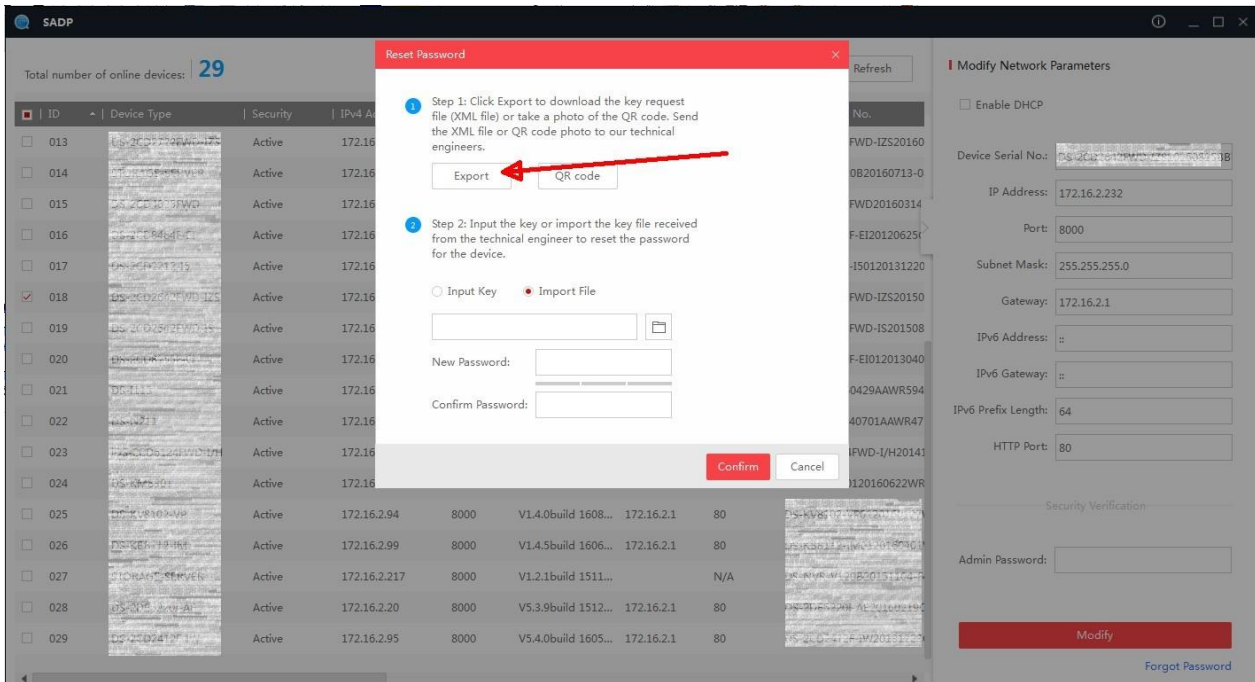 SADP
Total number of online devices: 29
Refresh
ID Device Type Security IPv4 No.
013 Active 172.16 FWD-IZS20160
014 Active 172.16 0B20160713-0
015 Active 172.16 FWD20160314
016 Active 172.16 F-EI20120625
017 Active 172.16 -I50120131220
018 Active 172.16 FWD-IZS20150
019 Active 172.16 FWD-IS201508
020 Active 172.16 F-EI012013040
021 Active 172.16 0429AAWR594
022 Active 172.16 40701AAWR47
023 Active 172.16 FWD-I/H20141
024 Active 172.16 0120160622WR
025 Active 172.16.2.94 8000 V1.4.0build 1608... 172.16.2.1 80
026 Active 172.16.2.99 8000 V1.4.5build 1606... 172.16.2.1 80
027 Active 172.16.2.217 8000 V1.2.1build 1511... N/A
028 Active 172.16.2.20 8000 V5.3.9build 1512... 172.16.2.1 80
029 Active 172.16.2.95 8000 V5.4.0build 1605... 172.16.2.1 80
Reset Password
1 Step 1: Click Export to download the key request
file (XML file) or take a photo of the QR code. Send
the XML file or QR code photo to our technical
engineers.
Export QR code
2 Step 2: Input the key or import the key file received
from the technical engineer to reset the password
for the device.
Input Key Import File
New Password:
Confirm Password:
Confirm Cancel
Modify Network Parameters
Enable DHCP
Device Serial No.:
IP Address: 172.16.2.232
Port: 8000
Subnet Mask: 255.255.255.0
Gateway: 172.16.2.1
IPv6 Address: ::
IPv6 Gateway: ::
IPv6 Prefix Length: 64
HTTP Port: 80
Security Verification
Admin Password:
Modify
Forgot Password